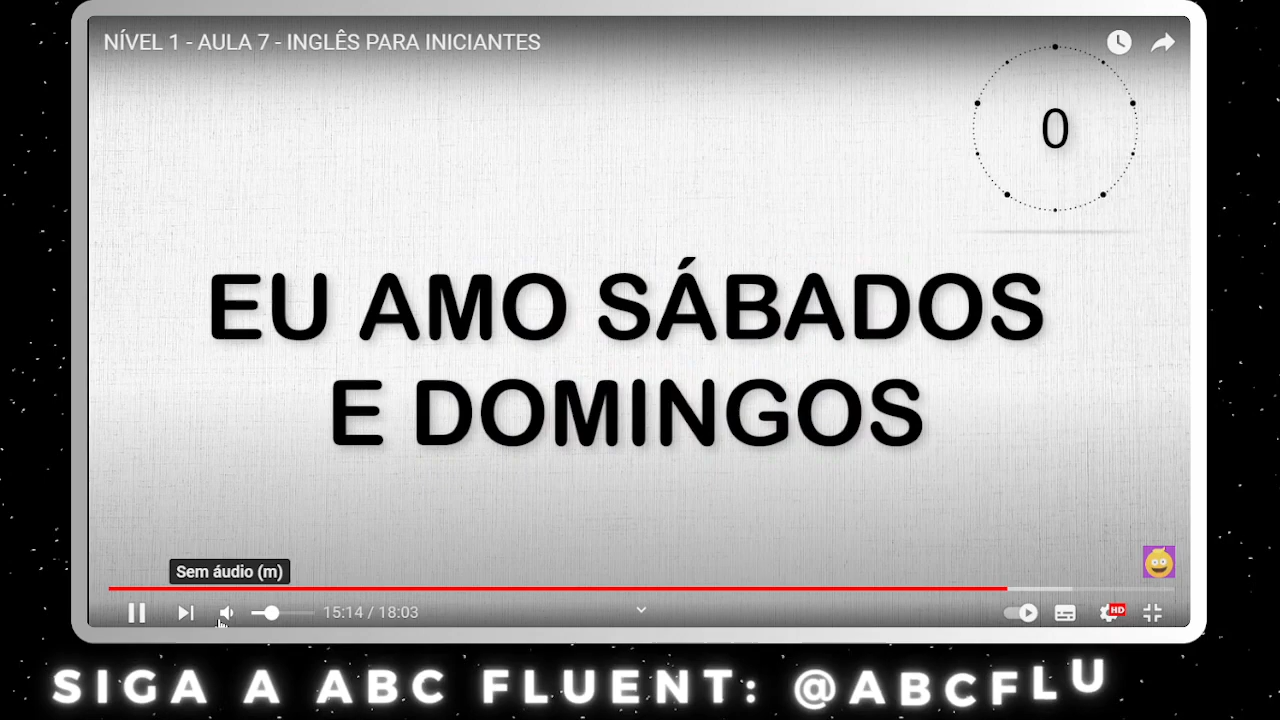 NÍVEL 1 - AULA 7 - INGLÊS PARA INICIANTES
0
EU AMO SÁBADOS
E DOMINGOS
Sem áudio (m)
15:14 / 18:03
HD
SIGA A ABC FLUENT: @ABCFLU